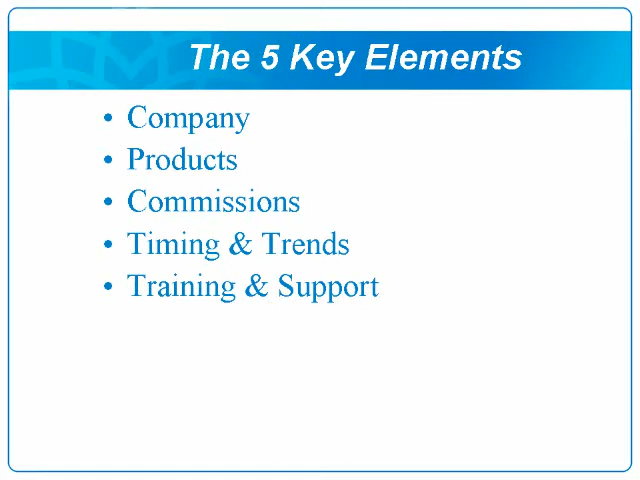 The 5 Key Elements
• Company
• Products
• Commissions
• Timing & Trends
• Training & Support